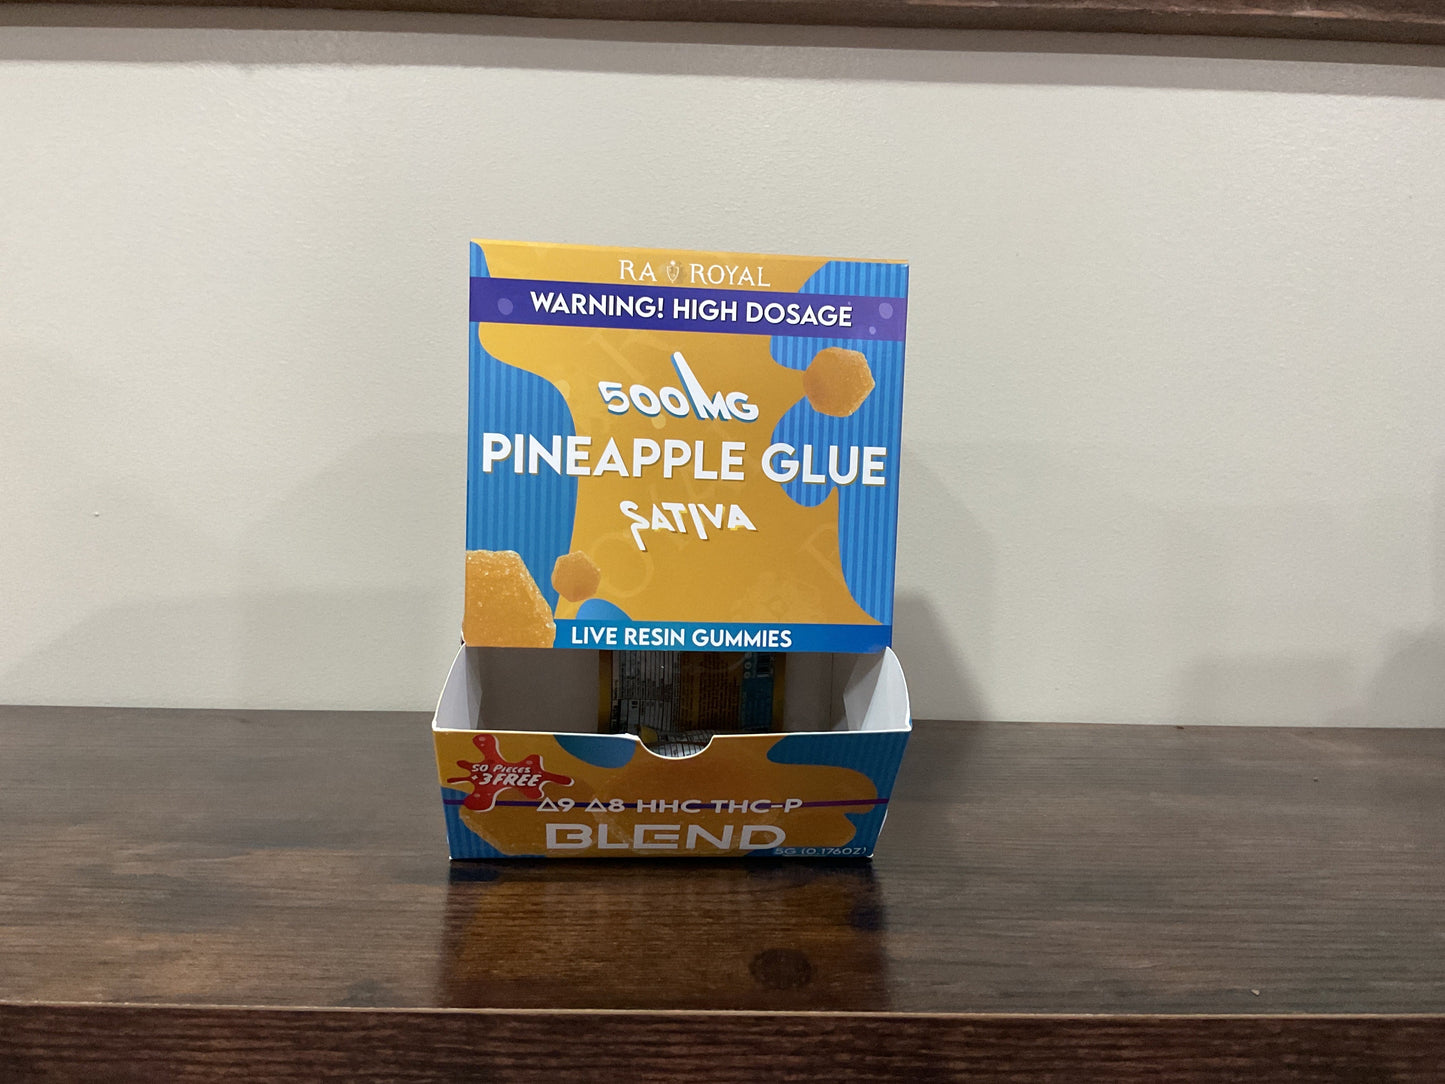 RA ROYAL
WARNING! HIGH DOSAGE
500MG
PINEAPPLE GLUE
SATIVA
LIVE RESIN GUMMIES
50 PIECES
+ 3 FREE
Δ9 Δ8 HHC THC-P
BLEND
5G (0.176OZ)